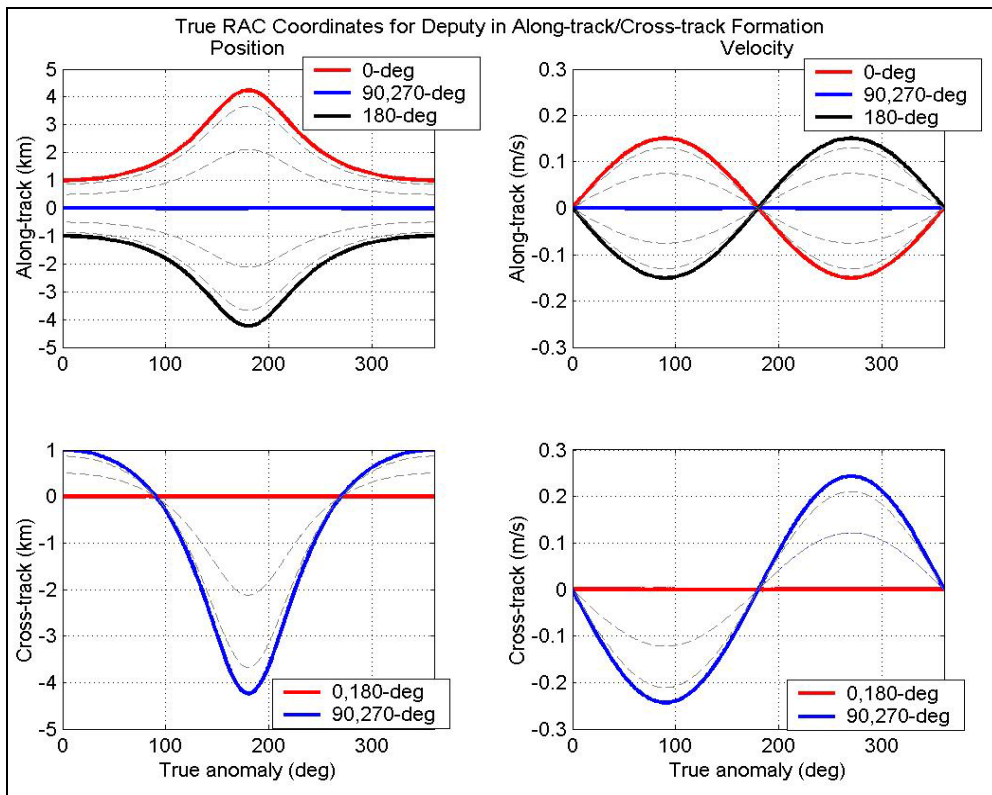 True RAC Coordinates for Deputy in Along-track/Cross-track Formation
Position
Velocity
0-deg
90,270-deg
180-deg
Along-track (km)
5
4
3
2
1
0
-1
-2
-3
-4
-5
0
100
200
300
0-deg
90,270-deg
180-deg
Along-track (m/s)
0.3
0.2
0.1
0
-0.1
-0.2
-0.3
0
100
200
300
Cross-track (km)
1
0
-1
-2
-3
-4
-5
0
100
200
300
0,180-deg
90,270-deg
True anomaly (deg)
Cross-track (m/s)
0.3
0.2
0.1
0
-0.1
-0.2
-0.3
0
100
200
300
0,180-deg
90,270-deg
True anomaly (deg)